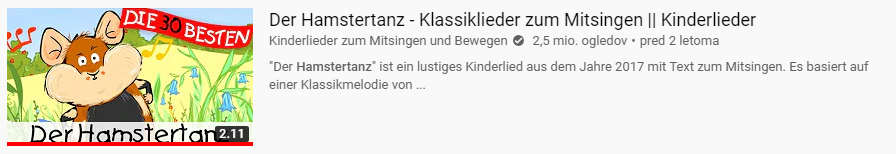 DIE 30 BESTEN
Der Hamstertan
2.11
Der Hamstertanz - Klassiklieder zum Mitsingen || Kinderlieder
Kinderlieder zum Mitsingen und Bewegen 2,5 mio. ogledov • pred 2 letoma
"Der Hamstertanz" ist ein lustiges Kinderlied aus dem Jahre 2017 mit Text zum Mitsingen. Es basiert auf
einer Klassikmelodie von ...